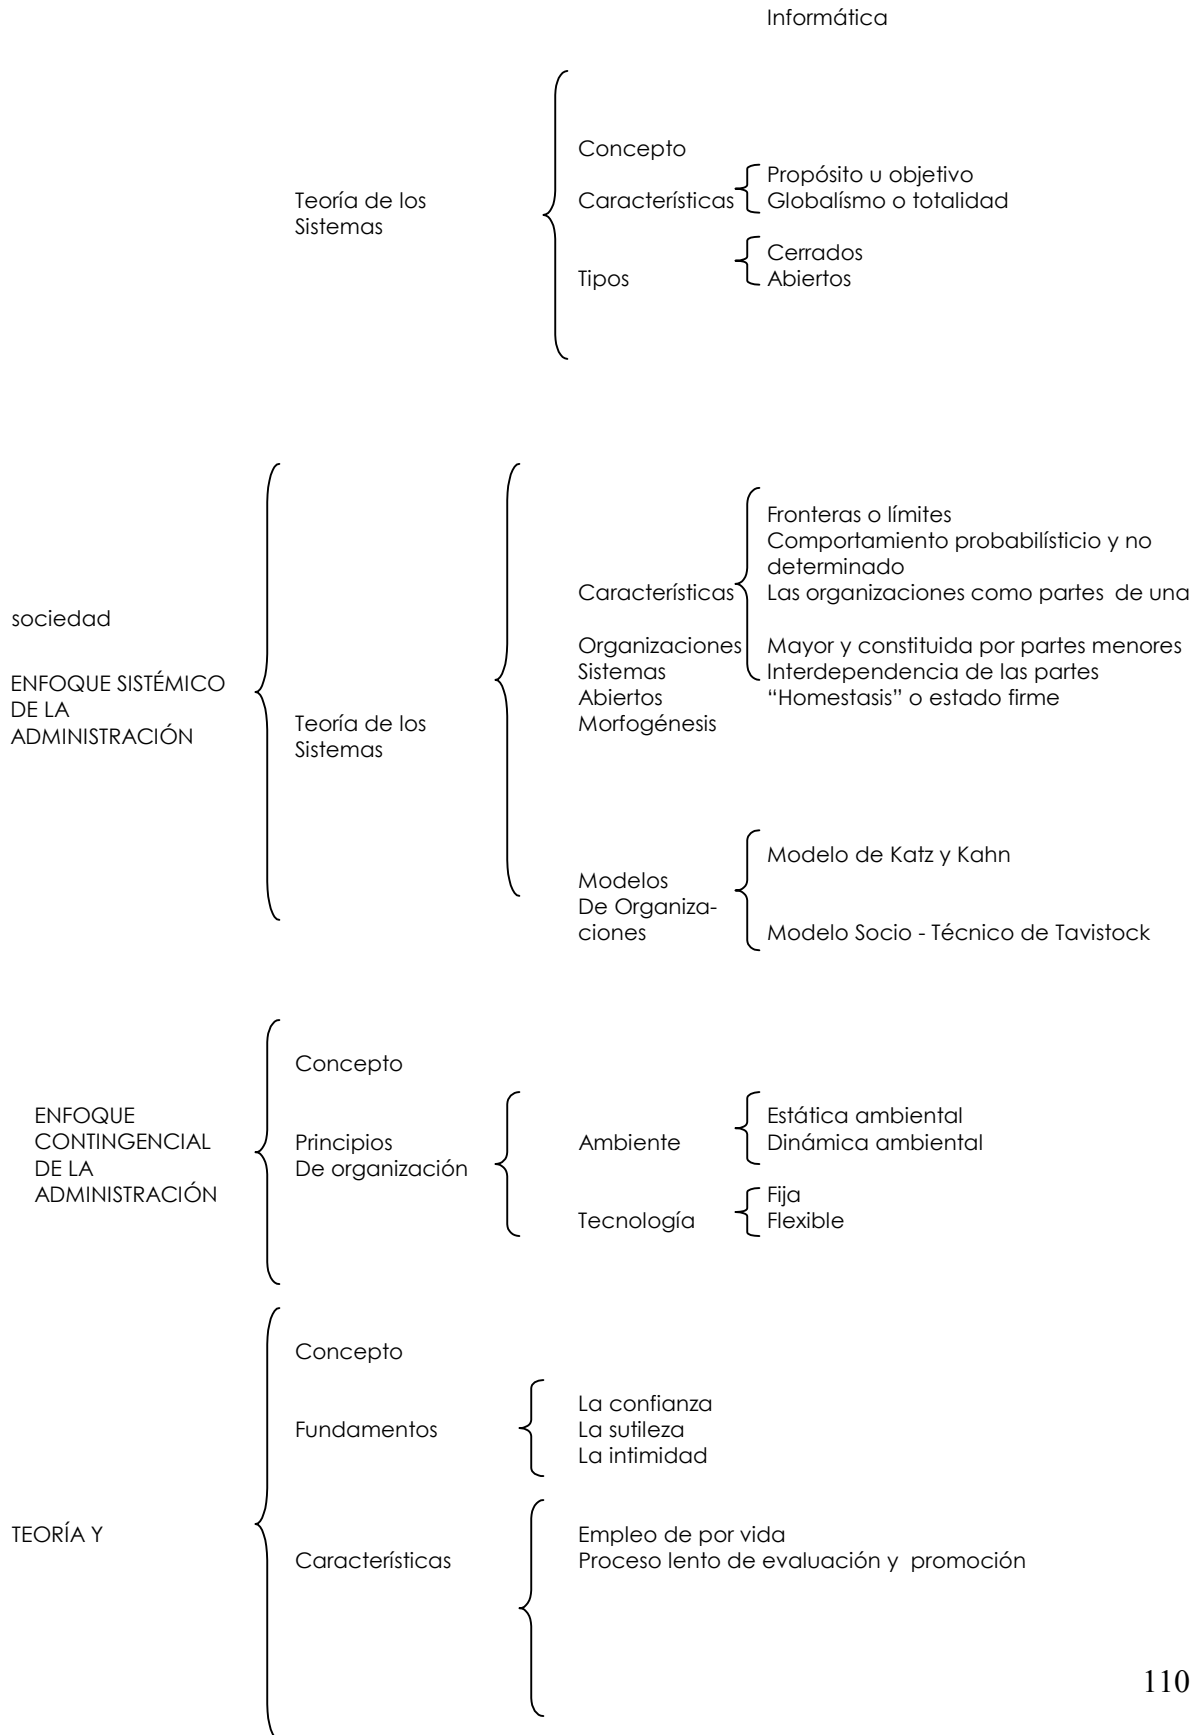 Informática
Concepto
Propósito u objetivo
Teoría de los
Sistemas
Característicias
Globalísmo o totalidad
Cerrados
Tipos
Abiertos
Fronteras o límites
Comportamiento probabilísticio y no
determinado
Característicias
Las organizaciones como partes de una
sociedad
Organizaciones
Sistemas
Abiertos
Morfogénesis
Mayor y constituida por partes menores
Interdependencia de las partes
“Homestasis” o estado firme
ENFOQUE SISTÉMICO
DE LA
ADMINISTRACIÓN
Teoría de los
Sistemas
Modelo de Katz y Kahn
Modelos
De Organiza-
ciones
Modelo Socio - Técnico de Tavistock
Concepto
ENFOQUE
CONTINGENCIAL
DE LA
ADMINISTRACIÓN
Principios
De organización
Ambiente
Estática ambiental
Dinámica ambiental
Tecnología
Fija
Flexible
Concepto
Fundamentos
La confianza
La sutileza
La intimidad
TEORÍA Y
Característicias
Empleo de por vida
Proceso lento de evaluación y promoción
110